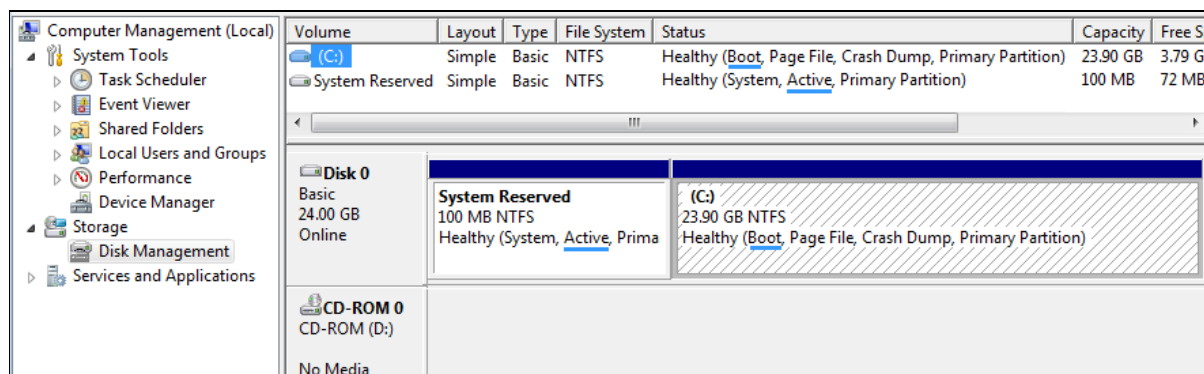 Computer Management (Local)
System Tools
Task Scheduler
Event Viewer
Shared Folders
Local Users and Groups
Performance
Device Manager
Storage
Disk Management
Services and Applications
Volume Layout Type File System Status Capacity Free S
(C:) Simple Basic NTFS Healthy (Boot, Page File, Crash Dump, Primary Partition) 23.90 GB 3.79 G
System Reserved Simple Basic NTFS Healthy (System, Active, Primary Partition) 100 MB 72 MB
Disk 0
Basic
24.00 GB
Online
System Reserved
100 MB NTFS
Healthy (System, Active, Prima
(C:)
23.90 GB NTFS
Healthy (Boot, Page File, Crash Dump, Primary Partition)
CD-ROM 0
CD-ROM (D:)
No Media